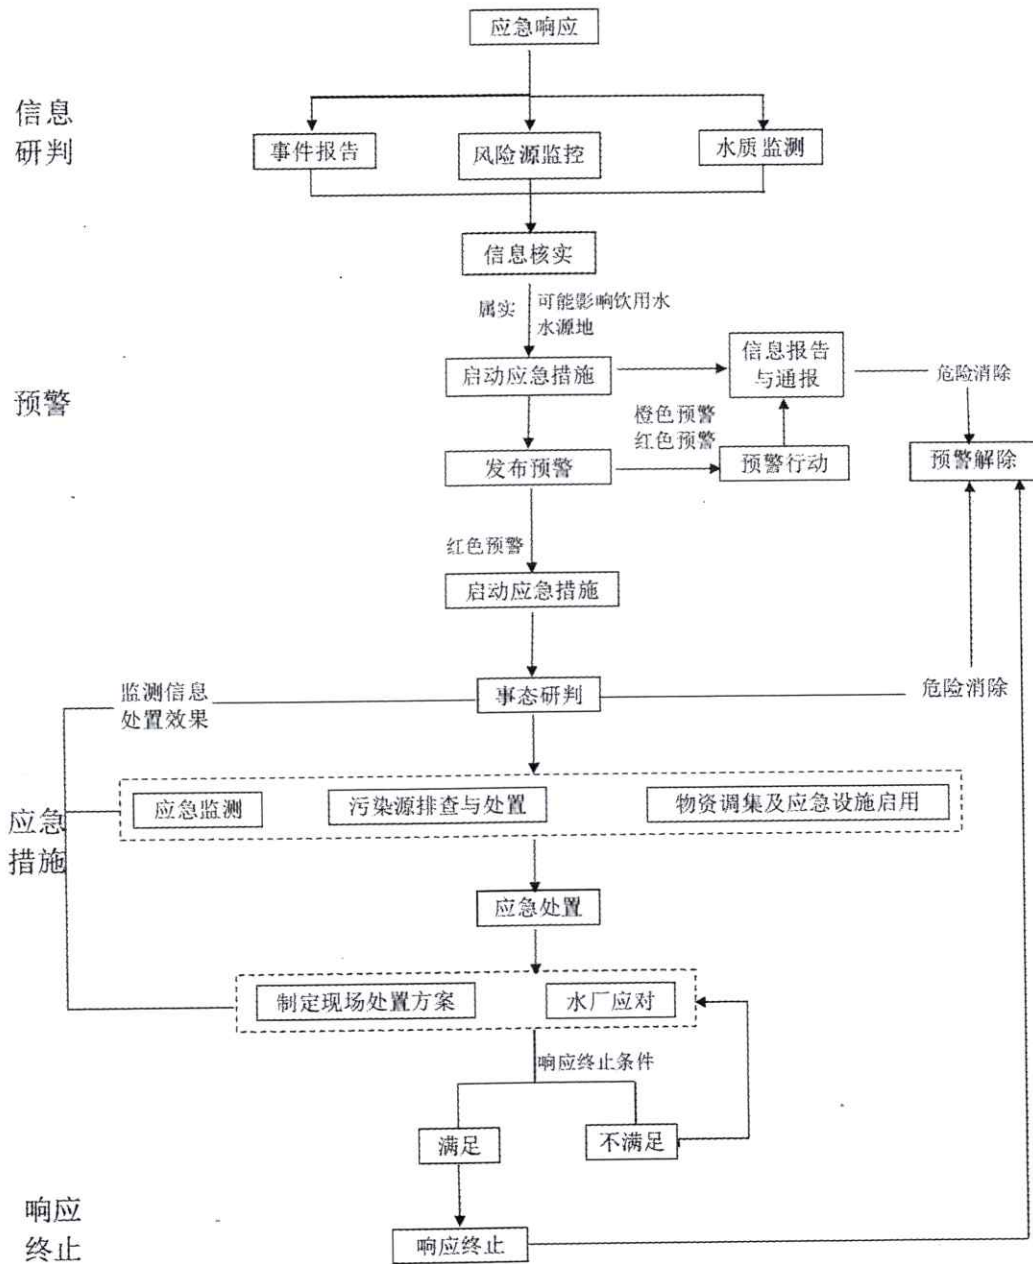 应急响应
信息
研判
事件报告
风险源监控
水质监测
信息核实
属实
可能影响饮用水
水源地
预警
启动应急措施
信息报告
与通报
危险消除
橙色预警
红色预警
发布预警
预警行动
预警解除
红色预警
启动应急措施
监测信息
处置效果
事态研判
危险消除
应急
措施
应急监测
污染源排查与处置
物资调集及应急设施启用
应急处置
制定现场处置方案
水厂应对
响应终止条件
满足
不满足
响应
终止
响应终止